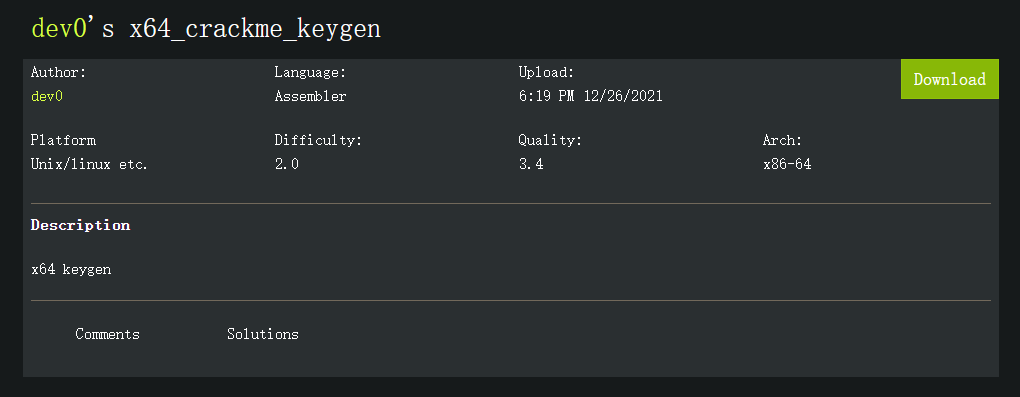 dev0's x64_crackme_keygen
Author: Language: Upload: Download
dev0 Assembler 6:19 PM 12/26/2021
Platform Difficulty: Quality: Arch:
Unix/linux etc. 2.0 3.4 x86-64
Description
x64 keygen
Comments Solutions